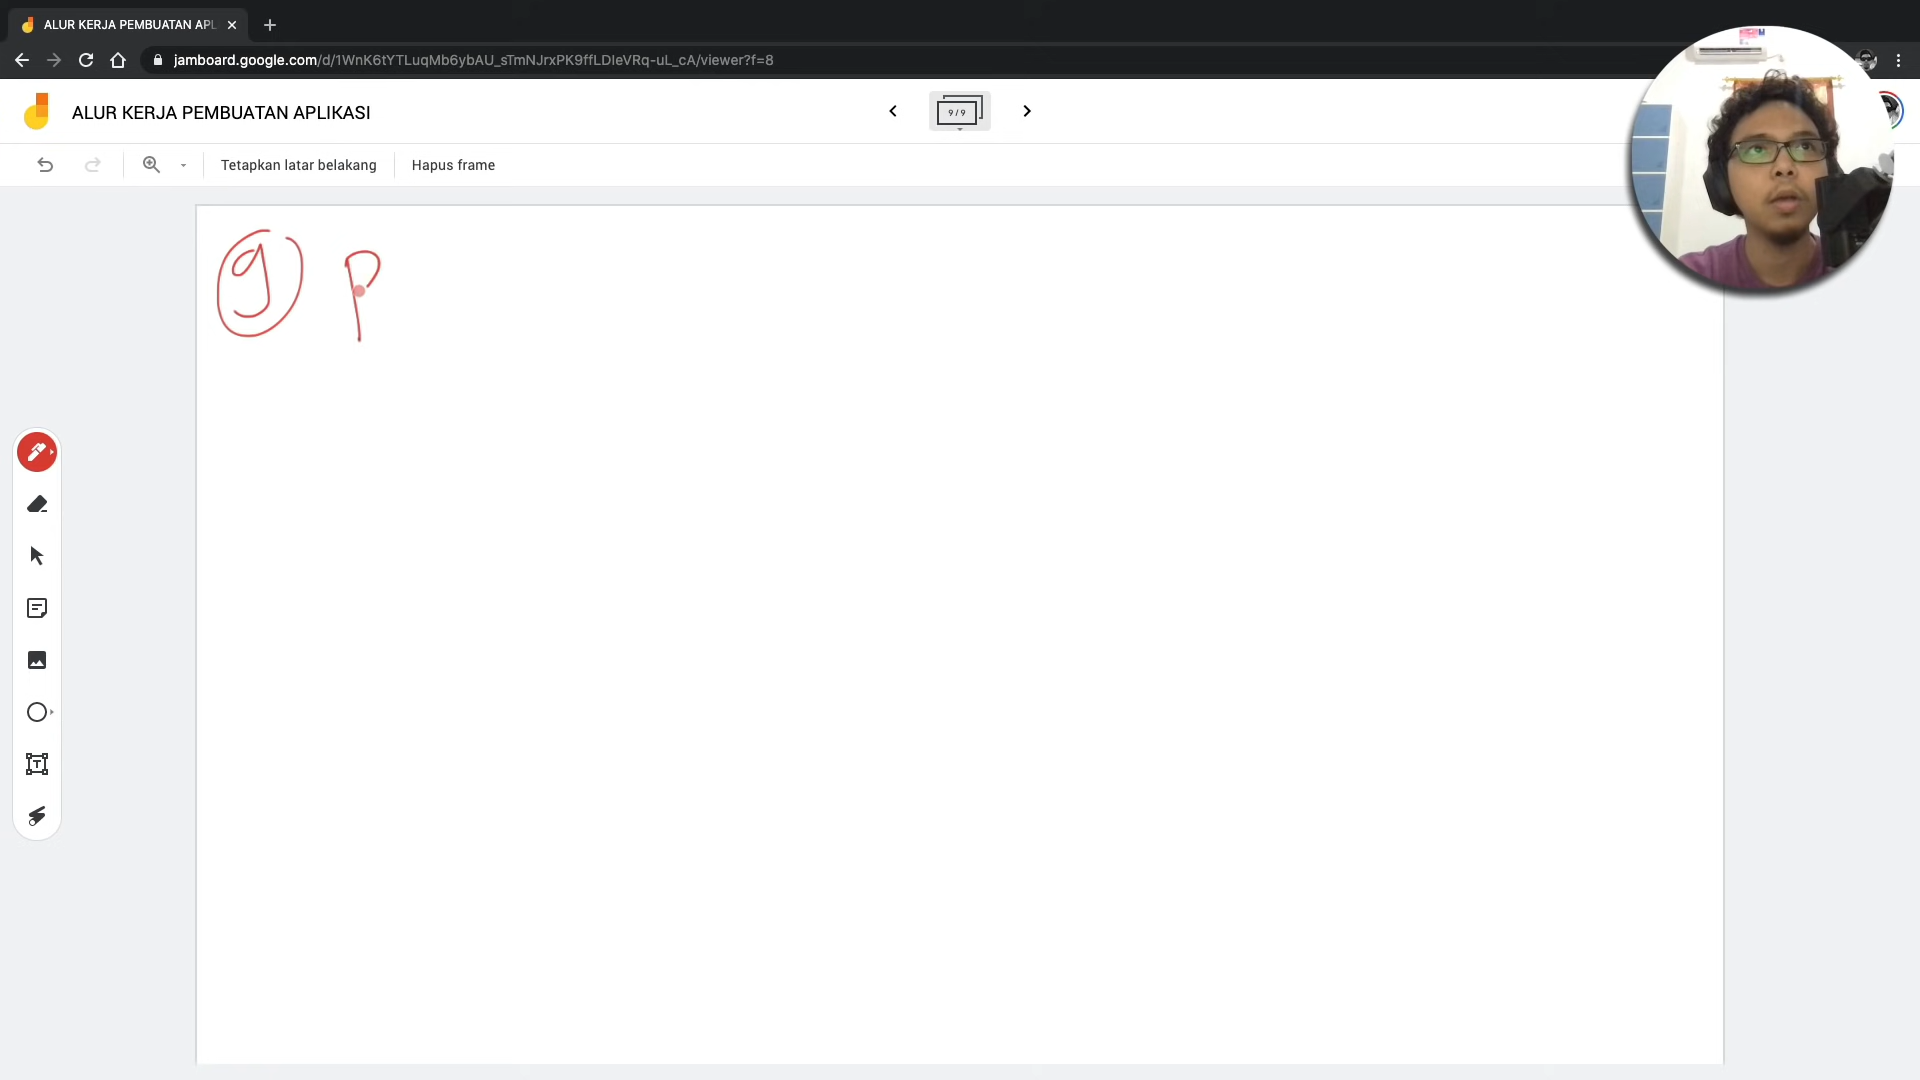 ALUR KERJA PEMBUATAN APL
jamboard.google.com/d/1WnK6tYTLuqMb6ybAU_sTmNJrxPK9ffLDIeVRq-uL_cA/viewer?f=8
ALUR KERJA PEMBUATAN APLIKASI
9/9
Tetapkan latar belakang
Hapus frame
9 P